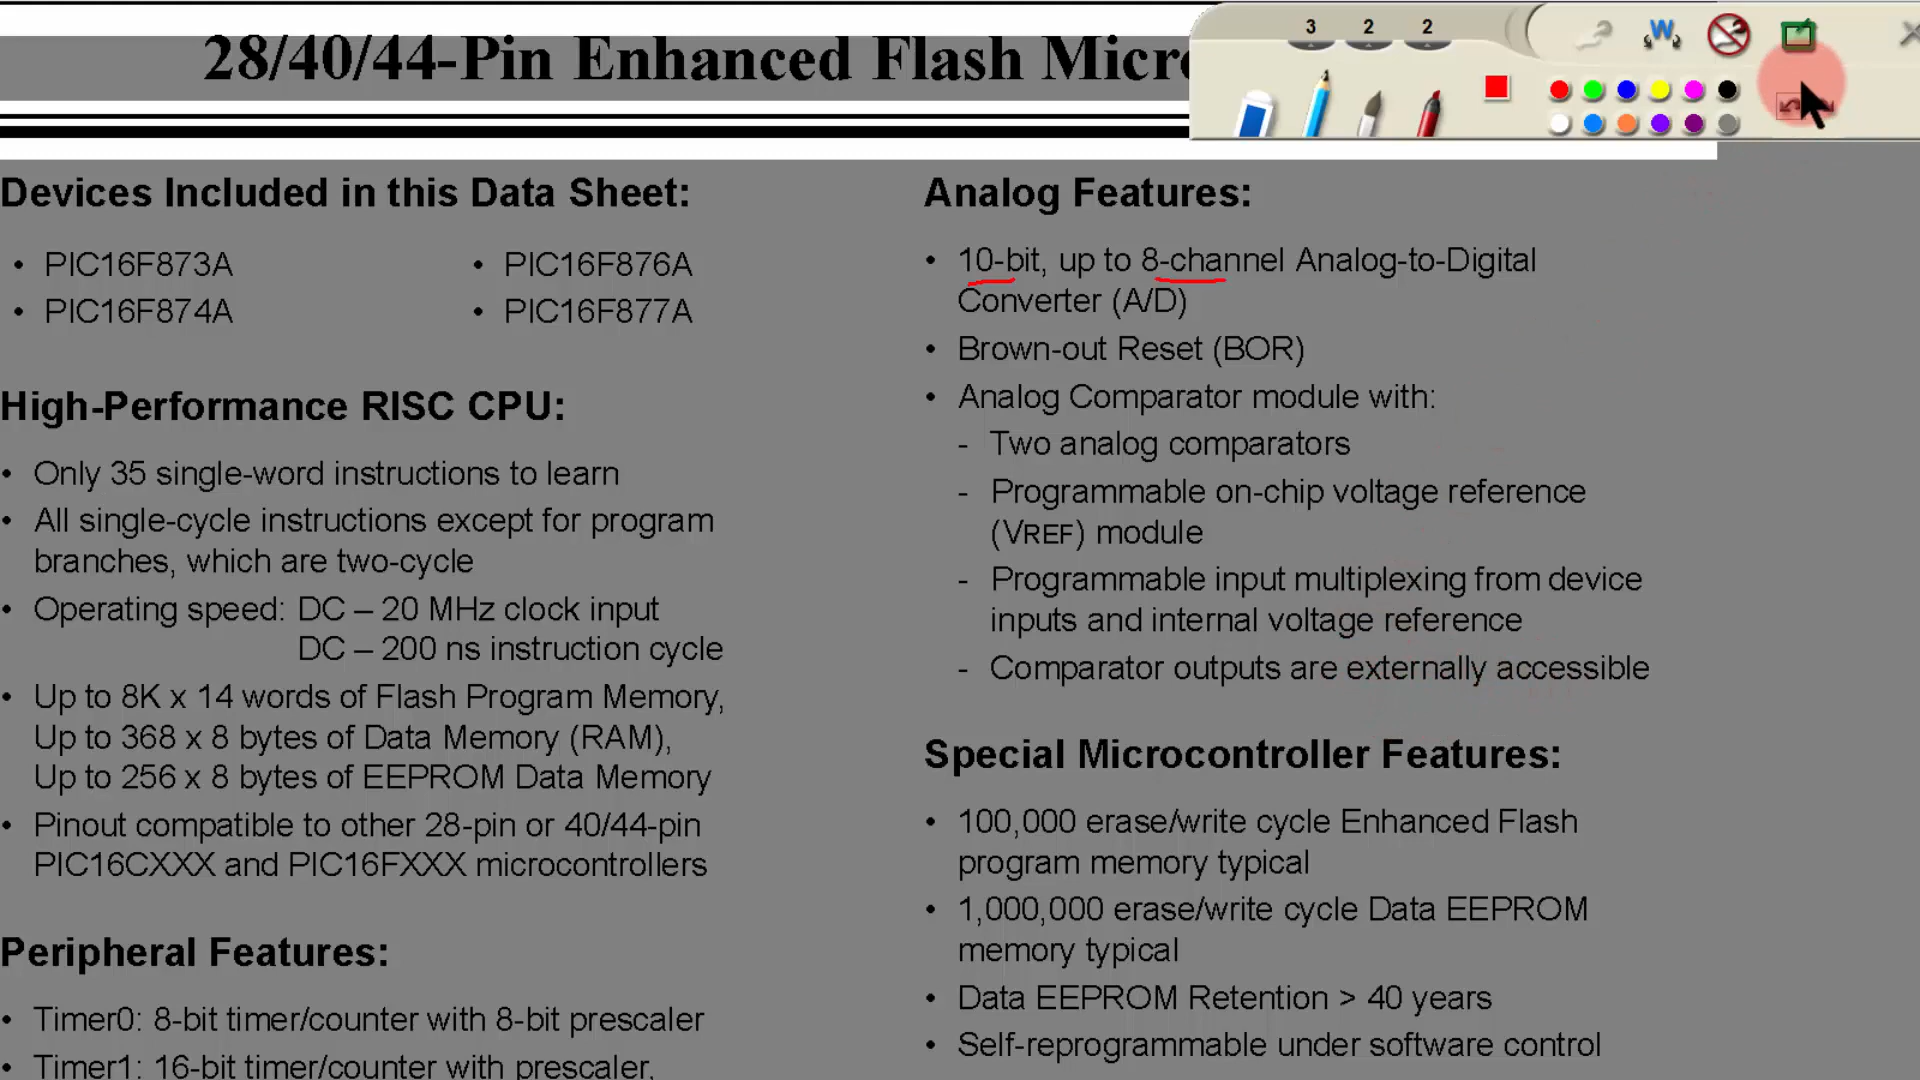 28/40/44-Pin Enhanced Flash Micr
3 2 2
W
Devices Included in this Data Sheet:
• PIC16F873A • PIC16F876A
• PIC16F874A • PIC16F877A
High-Performance RISC CPU:
• Only 35 single-word instructions to learn
• All single-cycle instructions except for program
branches, which are two-cycle
• Operating speed: DC – 20 MHz clock input
DC – 200 ns instruction cycle
• Up to 8K x 14 words of Flash Program Memory,
Up to 368 x 8 bytes of Data Memory (RAM),
Up to 256 x 8 bytes of EEPROM Data Memory
• Pinout compatible to other 28-pin or 40/44-pin
PIC16CXXX and PIC16FXXX microcontrollers
Peripheral Features:
• Timer0: 8-bit timer/counter with 8-bit prescaler
• Timer1: 16-bit timer/counter with prescaler,
Analog Features:
• 10-bit, up to 8-channel Analog-to-Digital
Converter (A/D)
• Brown-out Reset (BOR)
• Analog Comparator module with:
- Two analog comparators
- Programmable on-chip voltage reference
(VREF) module
- Programmable input multiplexing from device
inputs and internal voltage reference
- Comparator outputs are externally accessible
Special Microcontroller Features:
• 100,000 erase/write cycle Enhanced Flash
program memory typical
• 1,000,000 erase/write cycle Data EEPROM
memory typical
• Data EEPROM Retention > 40 years
• Self-reprogrammable under software control